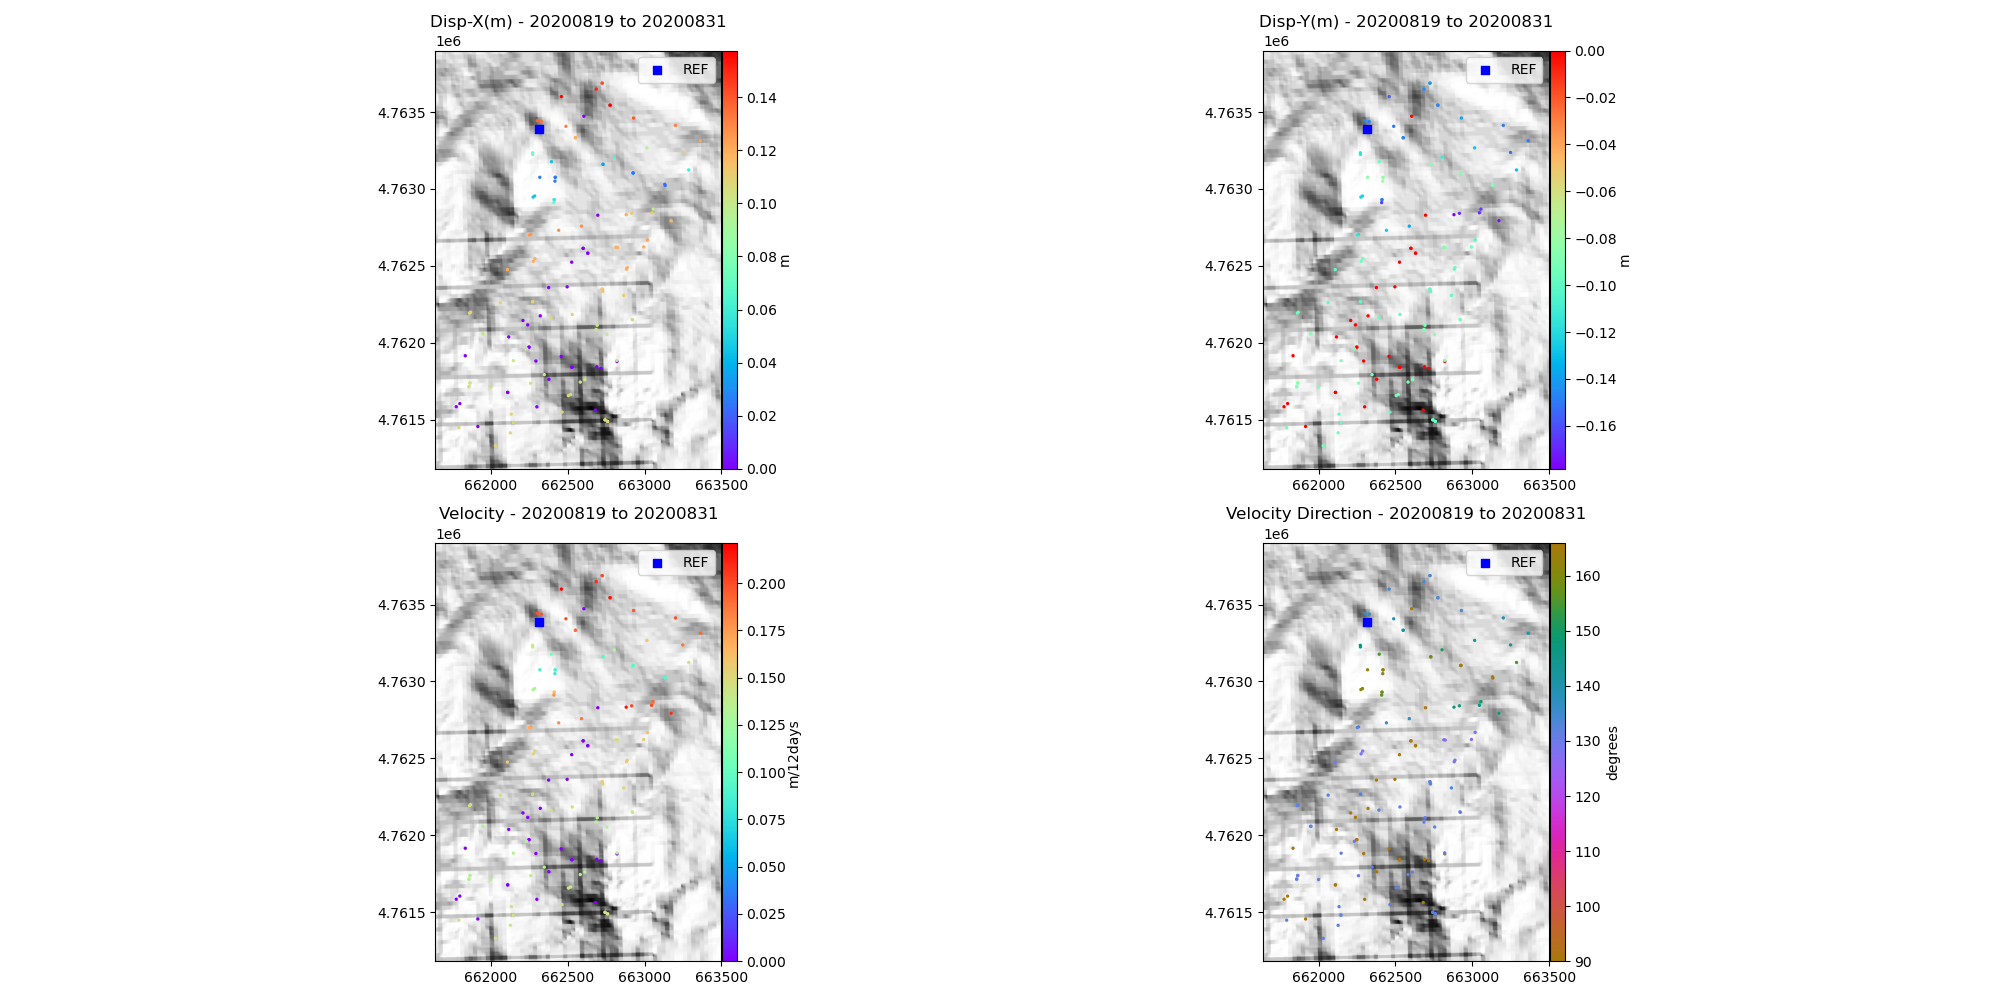 Disp-X(m) - 20200819 to 20200831
1e6
REF
4.7635
4.7630
4.7625
4.7620
4.7615
662000 662500 663000 663500
0.14
0.12
0.10
0.08
0.06
0.04
0.02
0.00
m
Disp-Y(m) - 20200819 to 20200831
1e6
REF
4.7635
4.7630
4.7625
4.7620
4.7615
662000 662500 663000 663500
0.00
−0.02
−0.04
−0.06
−0.08
−0.10
−0.12
−0.14
−0.16
m
Velocity - 20200819 to 20200831
1e6
REF
4.7635
4.7630
4.7625
4.7620
4.7615
662000 662500 663000 663500
0.200
0.175
0.150
0.125
0.100
0.075
0.050
0.025
0.000
m/12days
Velocity Direction - 20200819 to 20200831
1e6
REF
4.7635
4.7630
4.7625
4.7620
4.7615
662000 662500 663000 663500
160
150
140
130
120
110
100
90
degrees